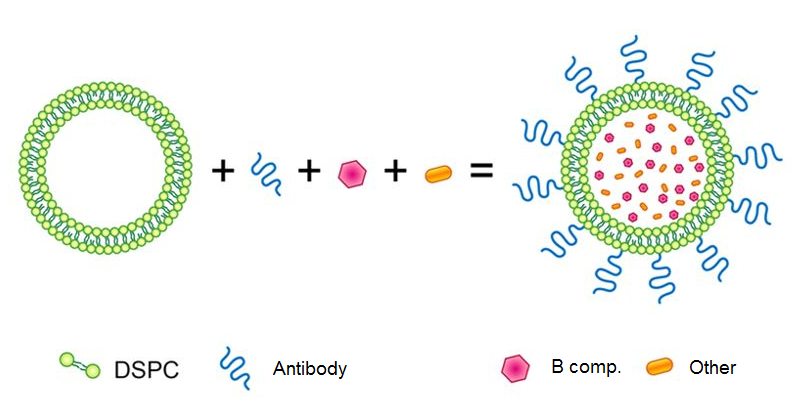 + + + =
DSPC
Antibody
B comp.
Other